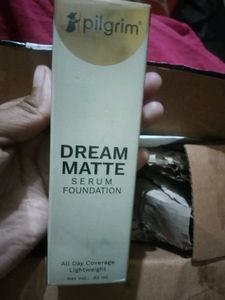 pilgrim®
DREAM
MATTE
SERUM
FOUNDATION
All Day Coverage
Lightweight